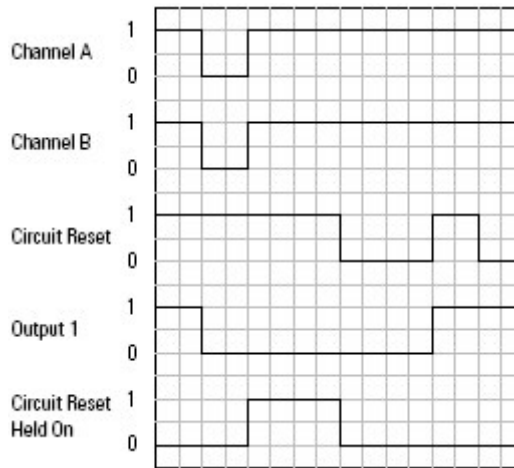 Channel A
1
0
Channel B
1
0
Circuit Reset
1
0
Output 1
1
0
Circuit Reset
Held On
1
0